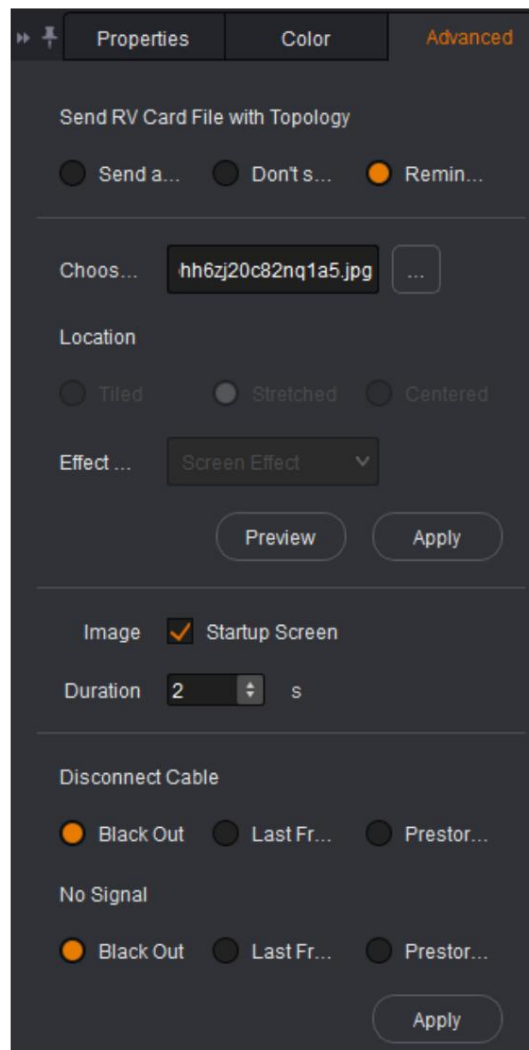 Properties Color Advanced
Send RV Card File with Topology
Send a... Don't s... Remin...
Choos... hh6zj20c82nq1a5.jpg ...
Location
Tiled Stretched Centered
Effect ... Screen Effect
Preview Apply
Image Startup Screen
Duration 2 s
Disconnect Cable
Black Out Last Fr... Prestor...
No Signal
Black Out Last Fr... Prestor...
Apply